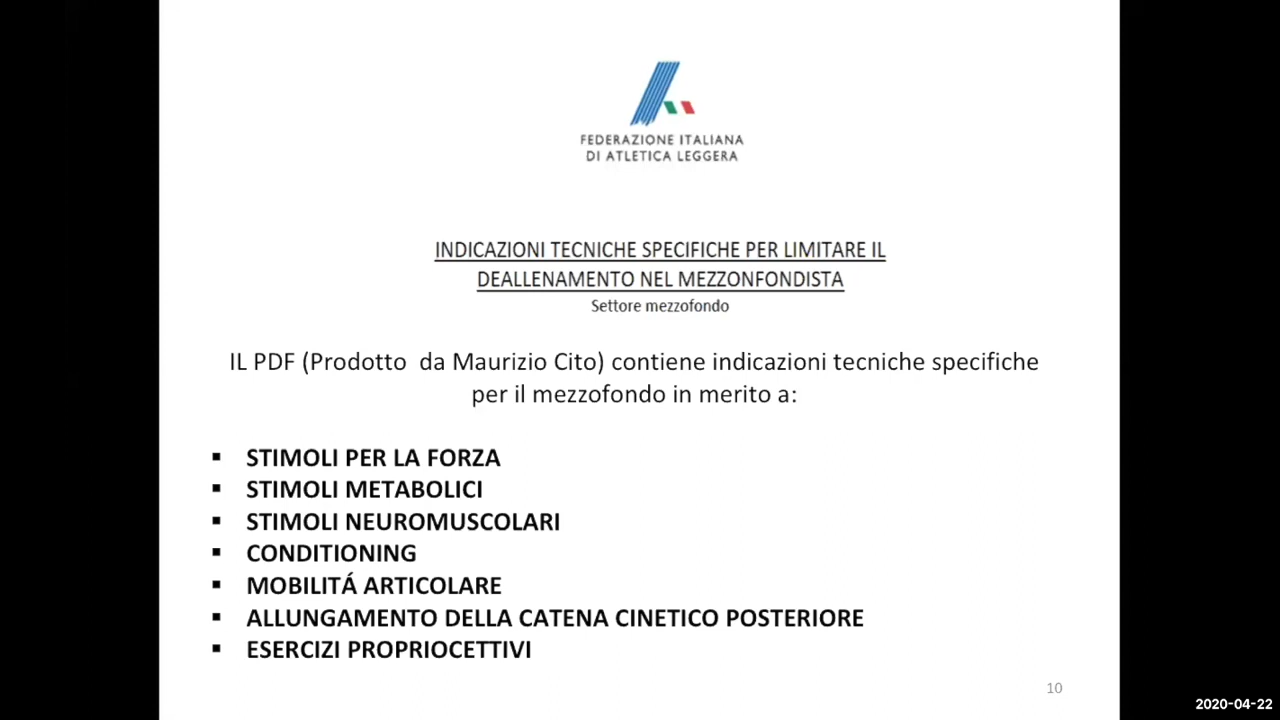 FEDERAZIONE ITALIANA
DI ATLETICA LEGGERA
INDICAZIONI TECNICHE SPECIFICHE PER LIMITARE IL
DEALLENAMENTO NEL MEZZONFONDISTA
Settore mezzofondo
IL PDF (Prodotto da Maurizio Cito) contiene indicazioni tecniche specifiche
per il mezzofondo in merito a:
▪ STIMOLI PER LA FORZA
▪ STIMOLI METABOLICI
▪ STIMOLI NEUROMUSCOLARI
▪ CONDITIONING
▪ MOBILITÁ ARTICOLARE
▪ ALLUNGAMENTO DELLA CATENA CINETICO POSTERIORE
▪ ESERCIZI PROPRIOCETTIVI
10
2020-04-22